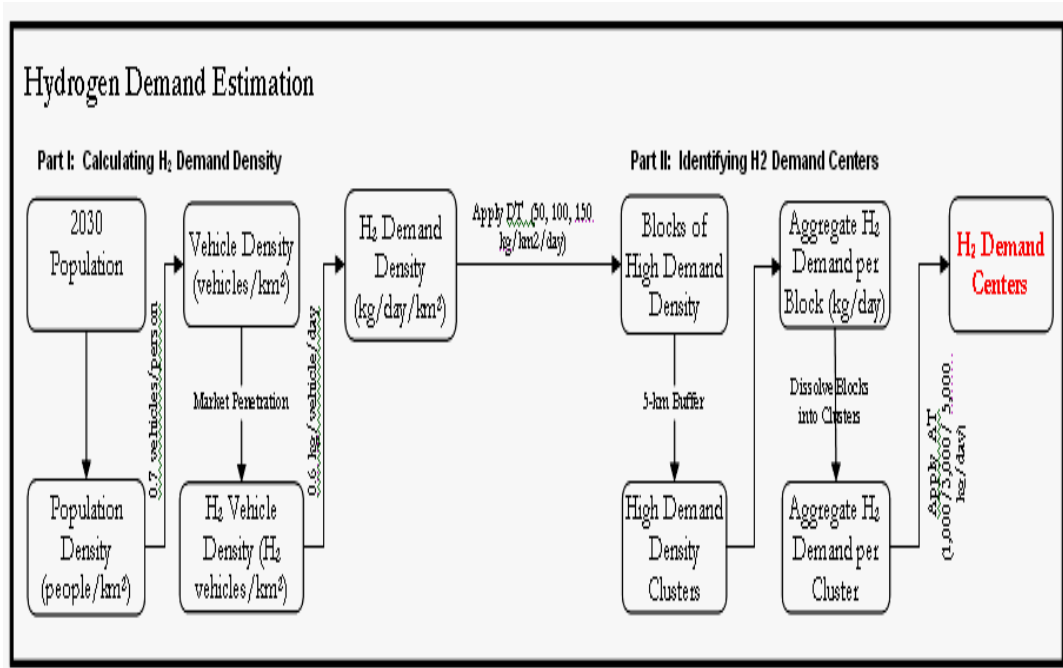 Hydrogen Demand Estimation
Part I: Calculating H₂ Demand Density
2030
Population
Population
Density
(people/km²)
0.7 vehicles/person
Vehicle Density
(vehicles/km²)
Market Penetration
H₂ Vehicle
Density (H₂
vehicles/km²)
0.6 kg/vehicle/day
H₂ Demand
Density
(kg/day/km²)
Apply DT (50, 100, 150
kg/km2/day)
Part II: Identifying H2 Demand Centers
Blocks of
High Demand
Density
5-km Buffer
High Demand
Density
Clusters
Aggregate H₂
Demand per
Block (kg/day)
Dissolve Blocks
into Clusters
Aggregate H₂
Demand per
Cluster
Apply AT
(1,000 / 3,000 / 5,000
kg/day)
H₂ Demand
Centers